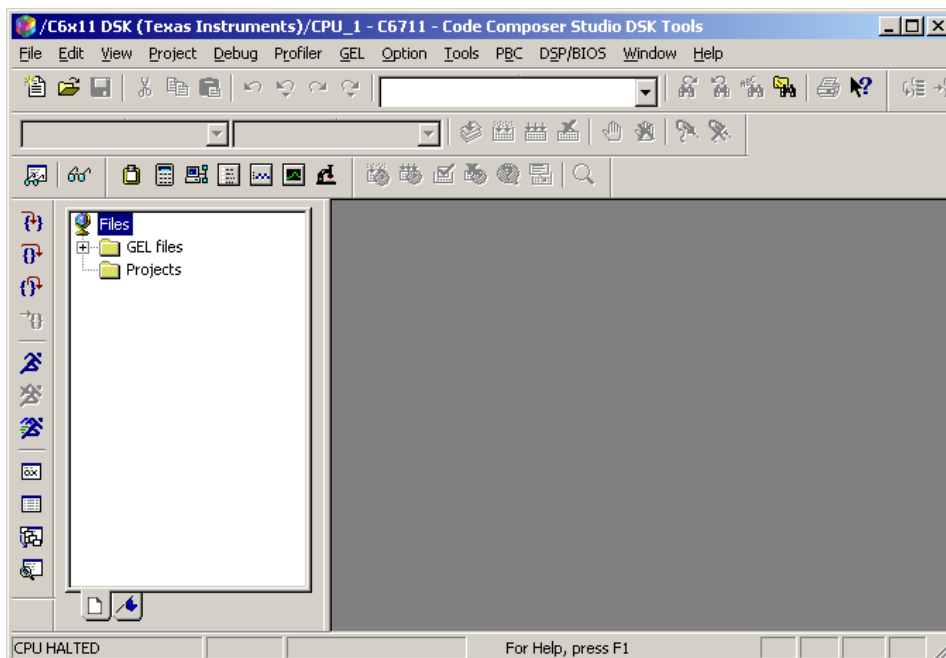 /C6x11 DSK (Texas Instruments)/CPU_1 - C6711 - Code Composer Studio DSK Tools
File Edit View Project Debug Profiler GEL Option Tools PBC DSP/BIOS Window Help
Files
GEL files
Projects
CPU HALTED For Help, press F1